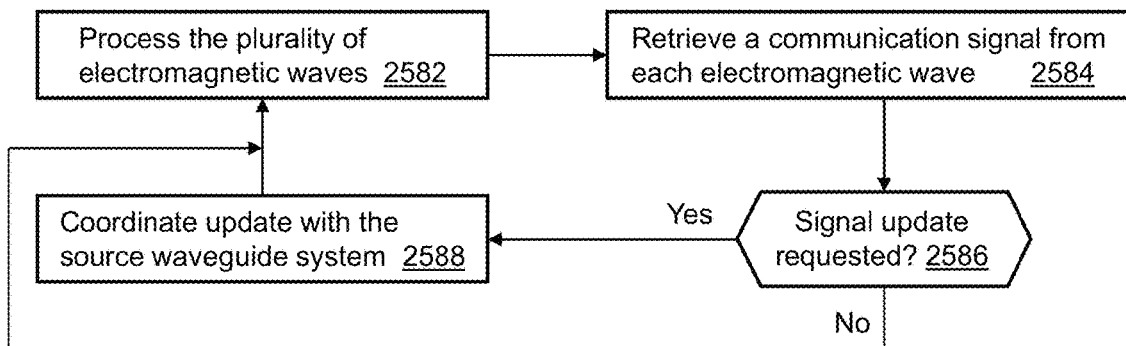 Process the plurality of
electromagnetic waves 2582
Retrieve a communication signal from
each electromagnetic wave 2584
Coordinate update with the
source waveguide system 2588
Yes
Signal update
requested? 2586
No